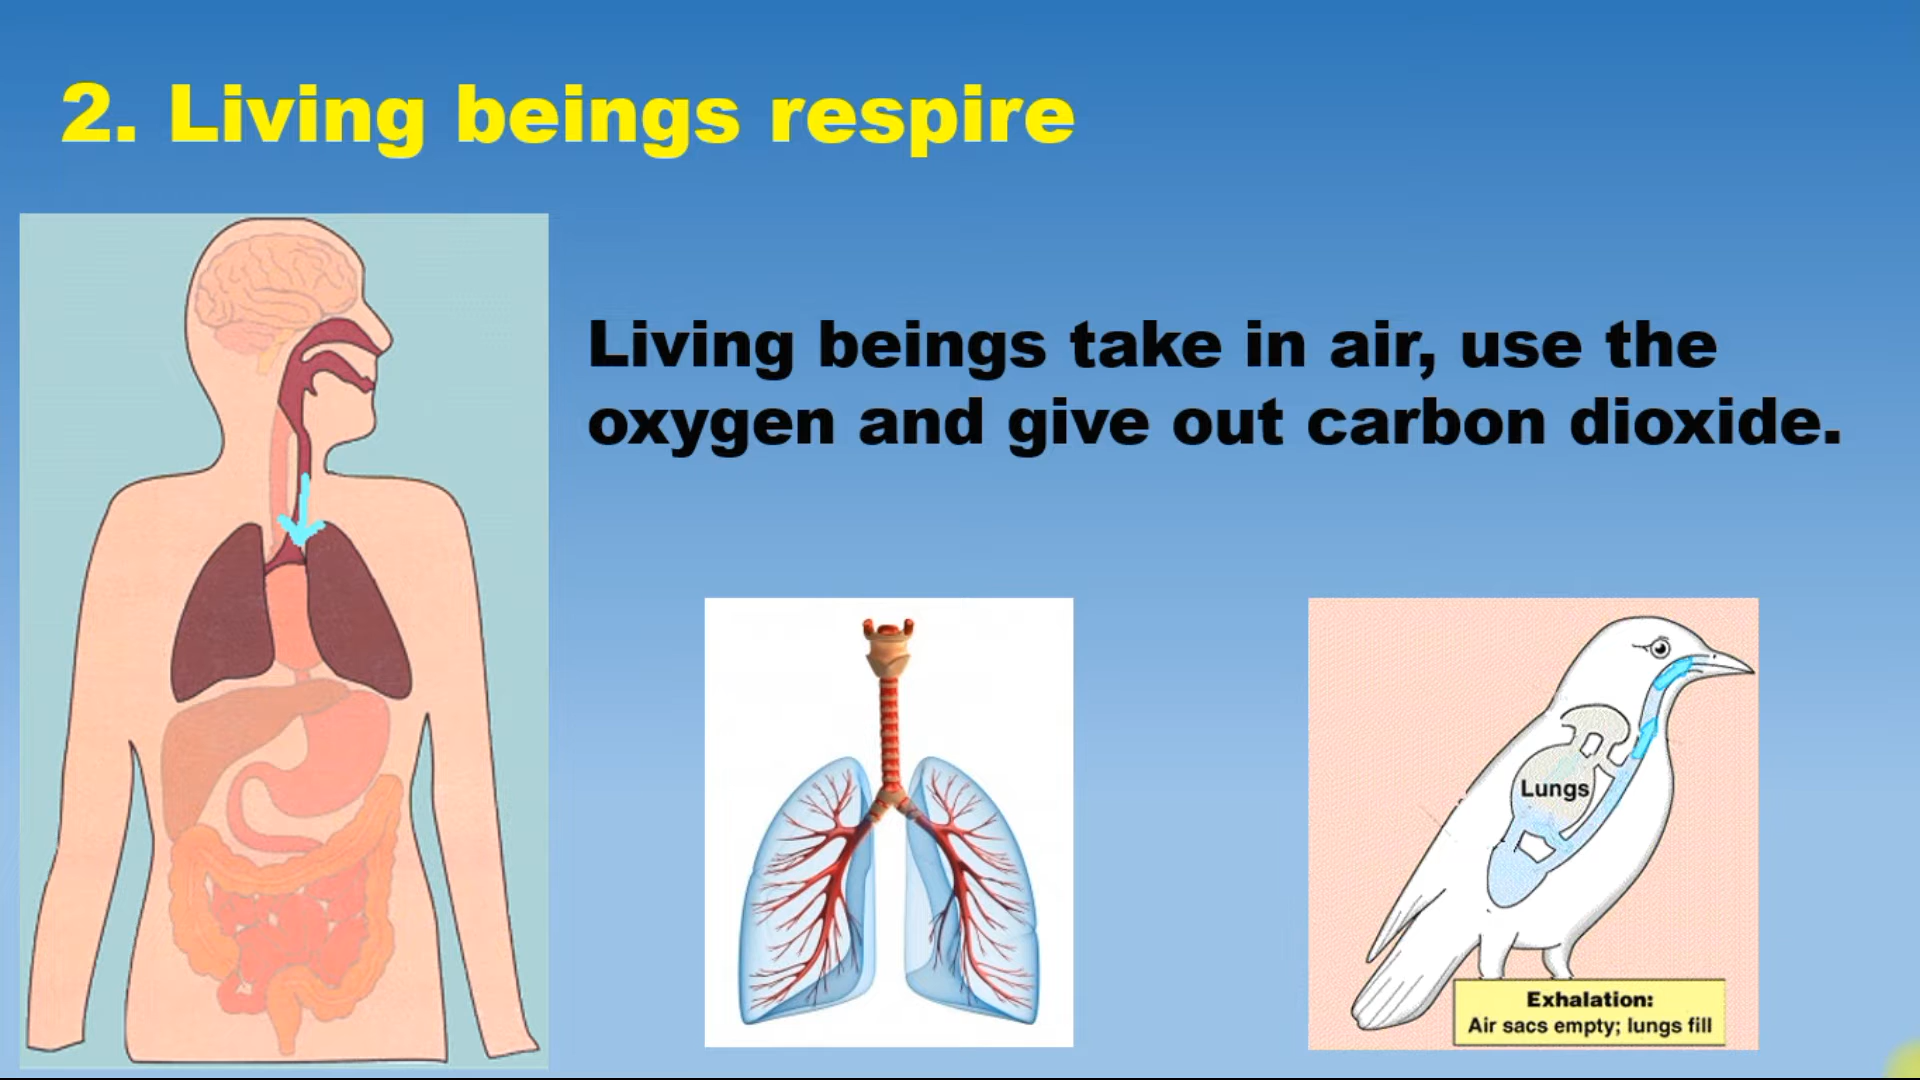 2. Living beings respire
Living beings take in air, use the
oxygen and give out carbon dioxide.
Lungs
Exhalation:
Air sacs empty; lungs fill